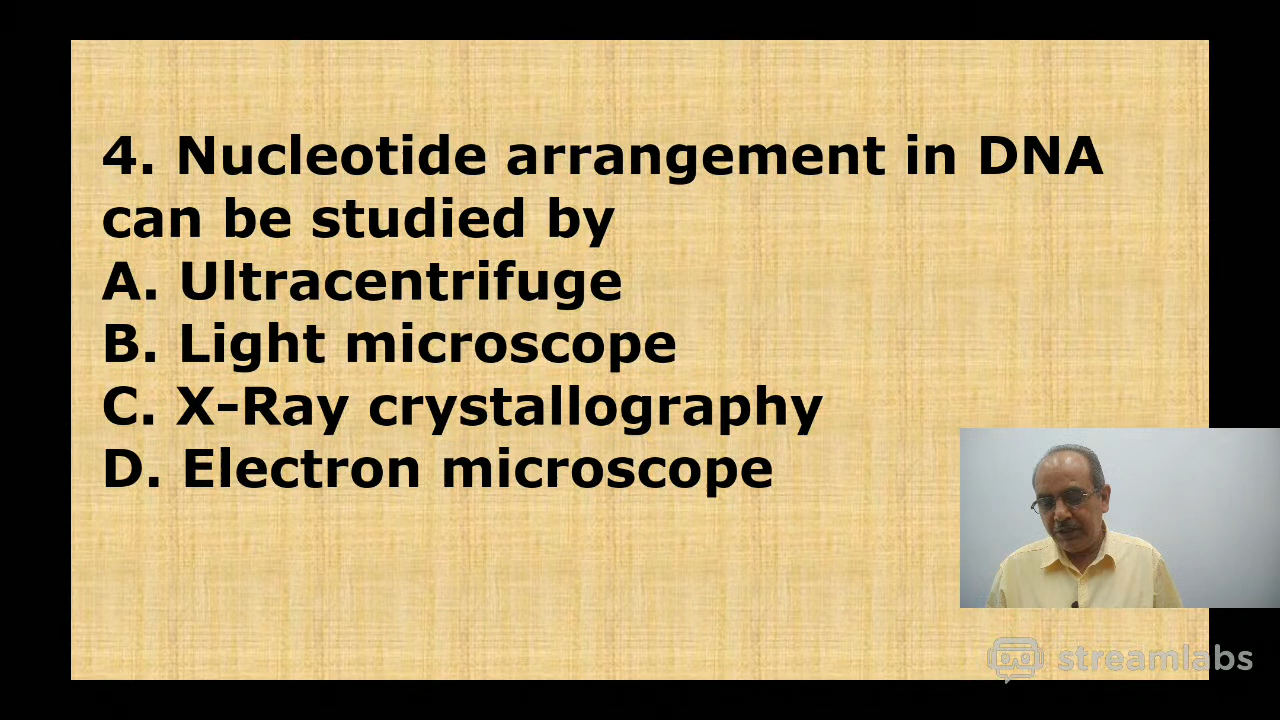 4. Nucleotide arrangement in DNA
can be studied by
A. Ultracentrifuge
B. Light microscope
C. X-Ray crystallography
D. Electron microscope
streamlabs